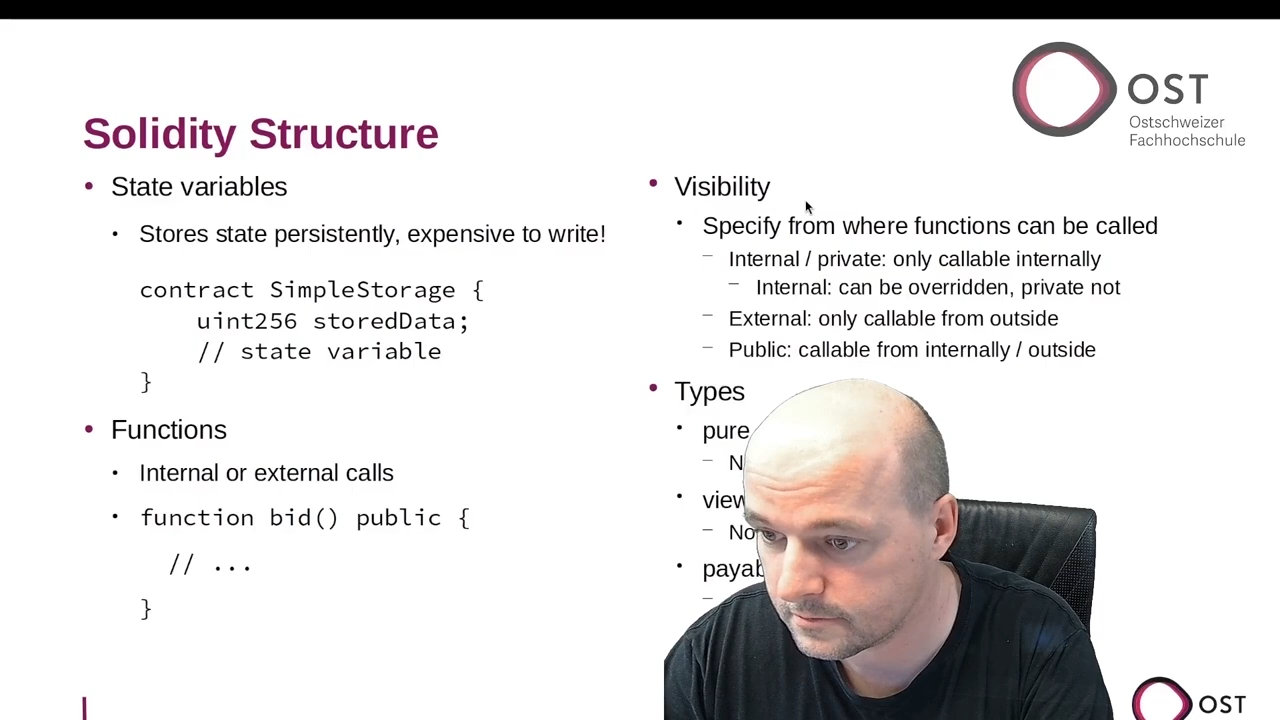 OST
Ostschweizer
Fachhochschule
Solidity Structure
• State variables
• Stores state persistently, expensive to write!
contract SimpleStorage {
uint256 storedData;
// state variable
}
• Functions
• Internal or external calls
• function bid() public {
// ...
}
• Visibility
• Specify from where functions can be called
– Internal / private: only callable internally
– Internal: can be overridden, private not
– External: only callable from outside
– Public: callable from internally / outside
• Types
• pure
• view
OST